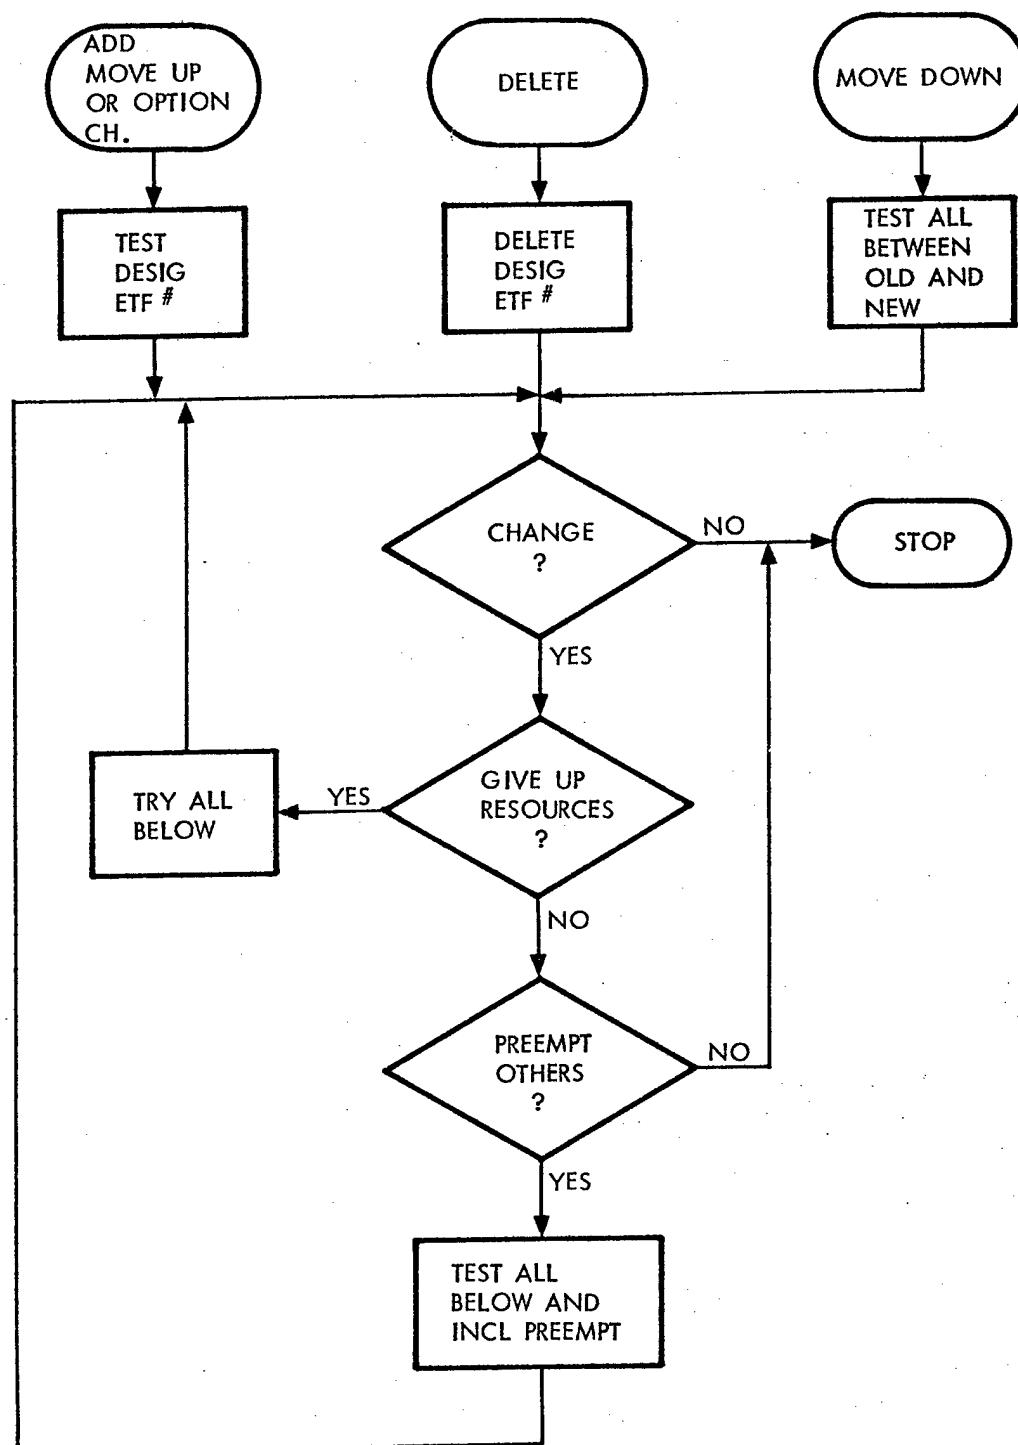 ADD
MOVE UP
OR OPTION
CH.
DELETE
MOVE DOWN
TEST
DESIG
ETF #
DELETE
DESIG
ETF #
TEST ALL
BETWEEN
OLD AND
NEW
CHANGE
?
NO
STOP
YES
GIVE UP
RESOURCES
?
YES
TRY ALL
BELOW
NO
PREEMPT
OTHERS
?
NO
YES
TEST ALL
BELOW AND
INCL PREEMPT